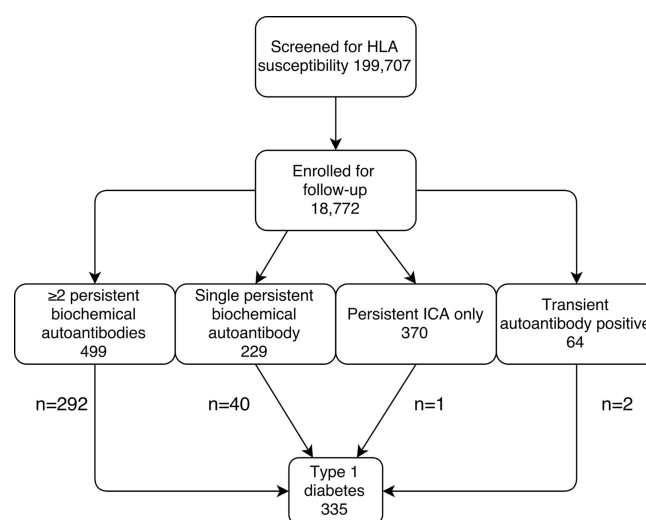 Screened for HLA
susceptibility 199,707
Enrolled for
follow-up
18,772
≥2 persistent
biochemical
autoantibodies
499
Single persistent
biochemical
autoantibody
229
Persistent ICA only
370
Transient
autoantibody positive
64
n=292
n=40
n=1
n=2
Type 1
diabetes
335